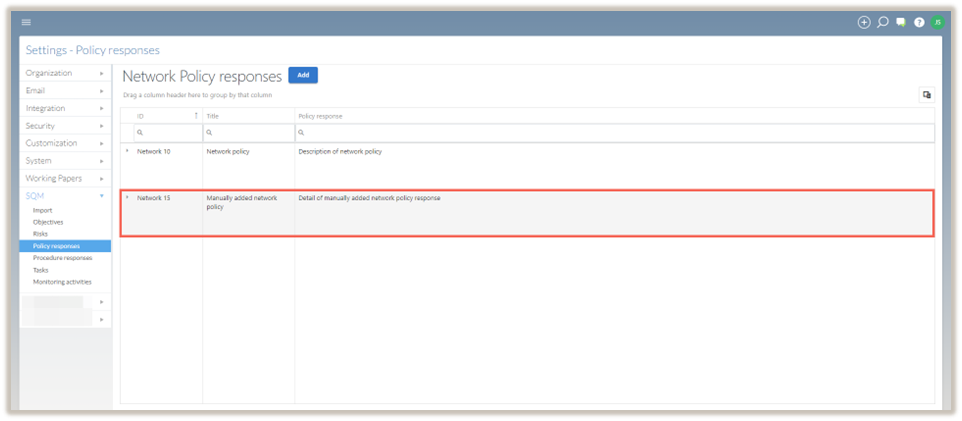 JS
Settings - Policy responses
Organization
Email
Integration
Security
Customization
System
Working Papers
SQM
Import
Objectives
Risks
Policy responses
Procedure responses
Tasks
Monitoring activities
Network Policy responses Add
Drag a column header here to group by that column
ID Title Policy response
Network 10 Network policy Description of network policy
Network 15 Manually added network Detail of manually added network policy response
policy